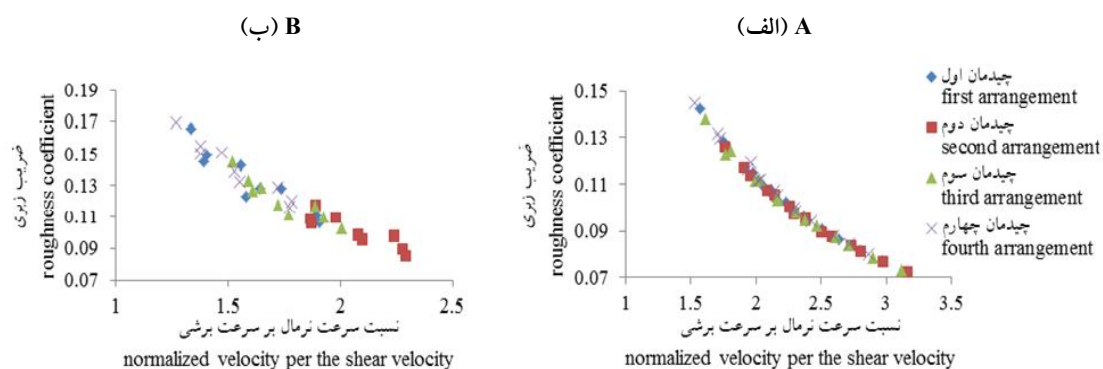 B (ب)
ضریب زبری
roughness coefficient
0.19
0.17
0.15
0.13
0.11
0.09
0.07
1 1.5 2 2.5
نسبت سرعت نرمال بر سرعت برشی
normalized velocity per the shear velocity
A (الف)
ضریب زبری
roughness coefficient
0.15
0.13
0.11
0.09
0.07
1 1.5 2 2.5 3 3.5
نسبت سرعت نرمال بر سرعت برشی
normalized velocity per the shear velocity
چیدمان اول
first arrangement
چیدمان دوم
second arrangement
چیدمان سوم
third arrangement
چیدمان چهارم
fourth arrangement